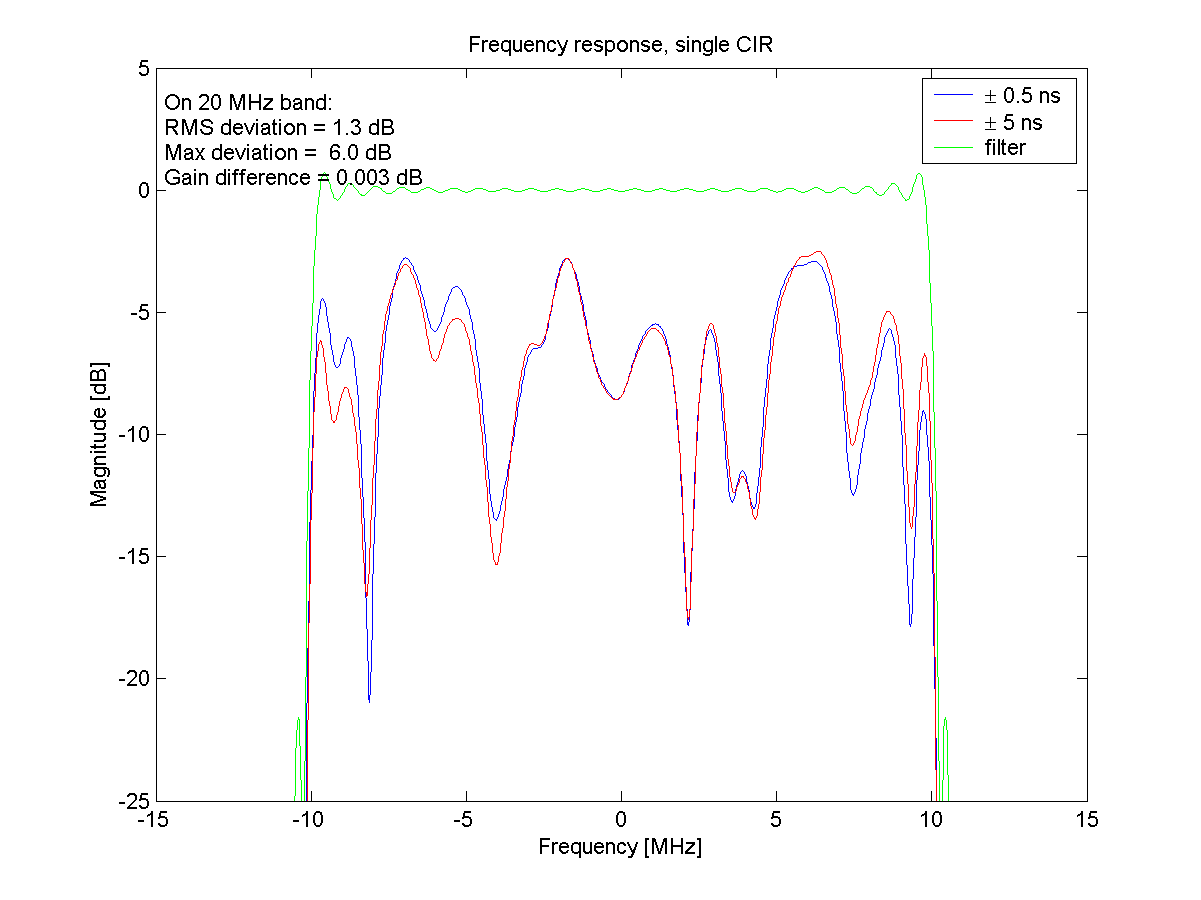 Frequency response, single CIR
On 20 MHz band:
RMS deviation = 1.3 dB
Max deviation =  6.0 dB
Gain difference = 0.003 dB
± 0.5 ns
± 5 ns
filter
5
0
-5
-10
-15
-20
-25
Magnitude [dB]
-15 -10 -5 0 5 10 15
Frequency [MHz]